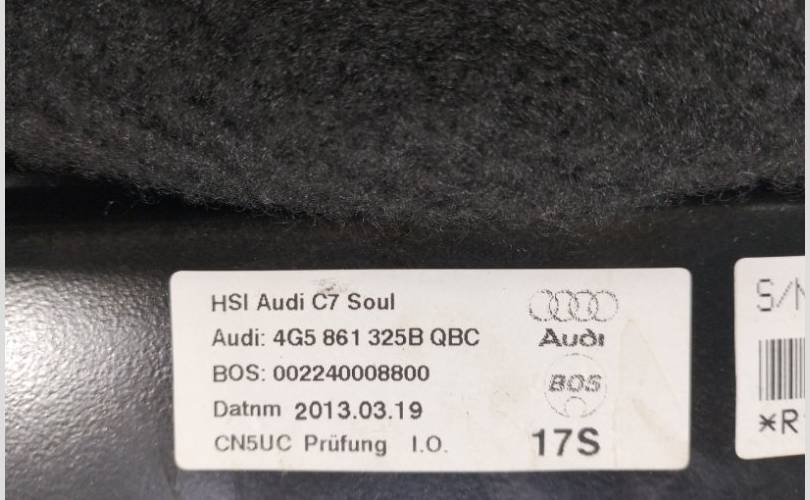 HSI Audi C7 Soul
Audi: 4G5 861 325B QBC
Audi
BOS: 002240008800
BOS
Datnm 2013.03.19
CN5UC Prüfung I.O.
17S
S/N
*R